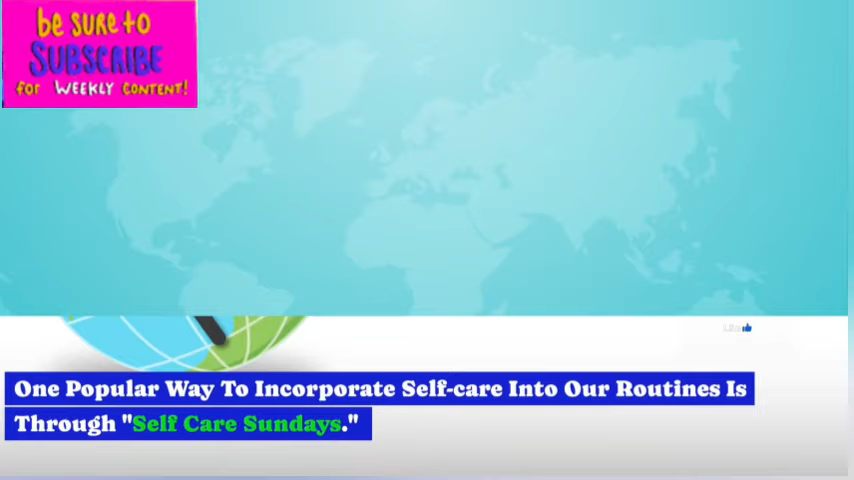 be SURE to
SUBSCRIBE
for WEEKLY CONTENT!
Like
One Popular Way To Incorporate Self-care Into Our Routines Is
Through "Self Care Sundays."